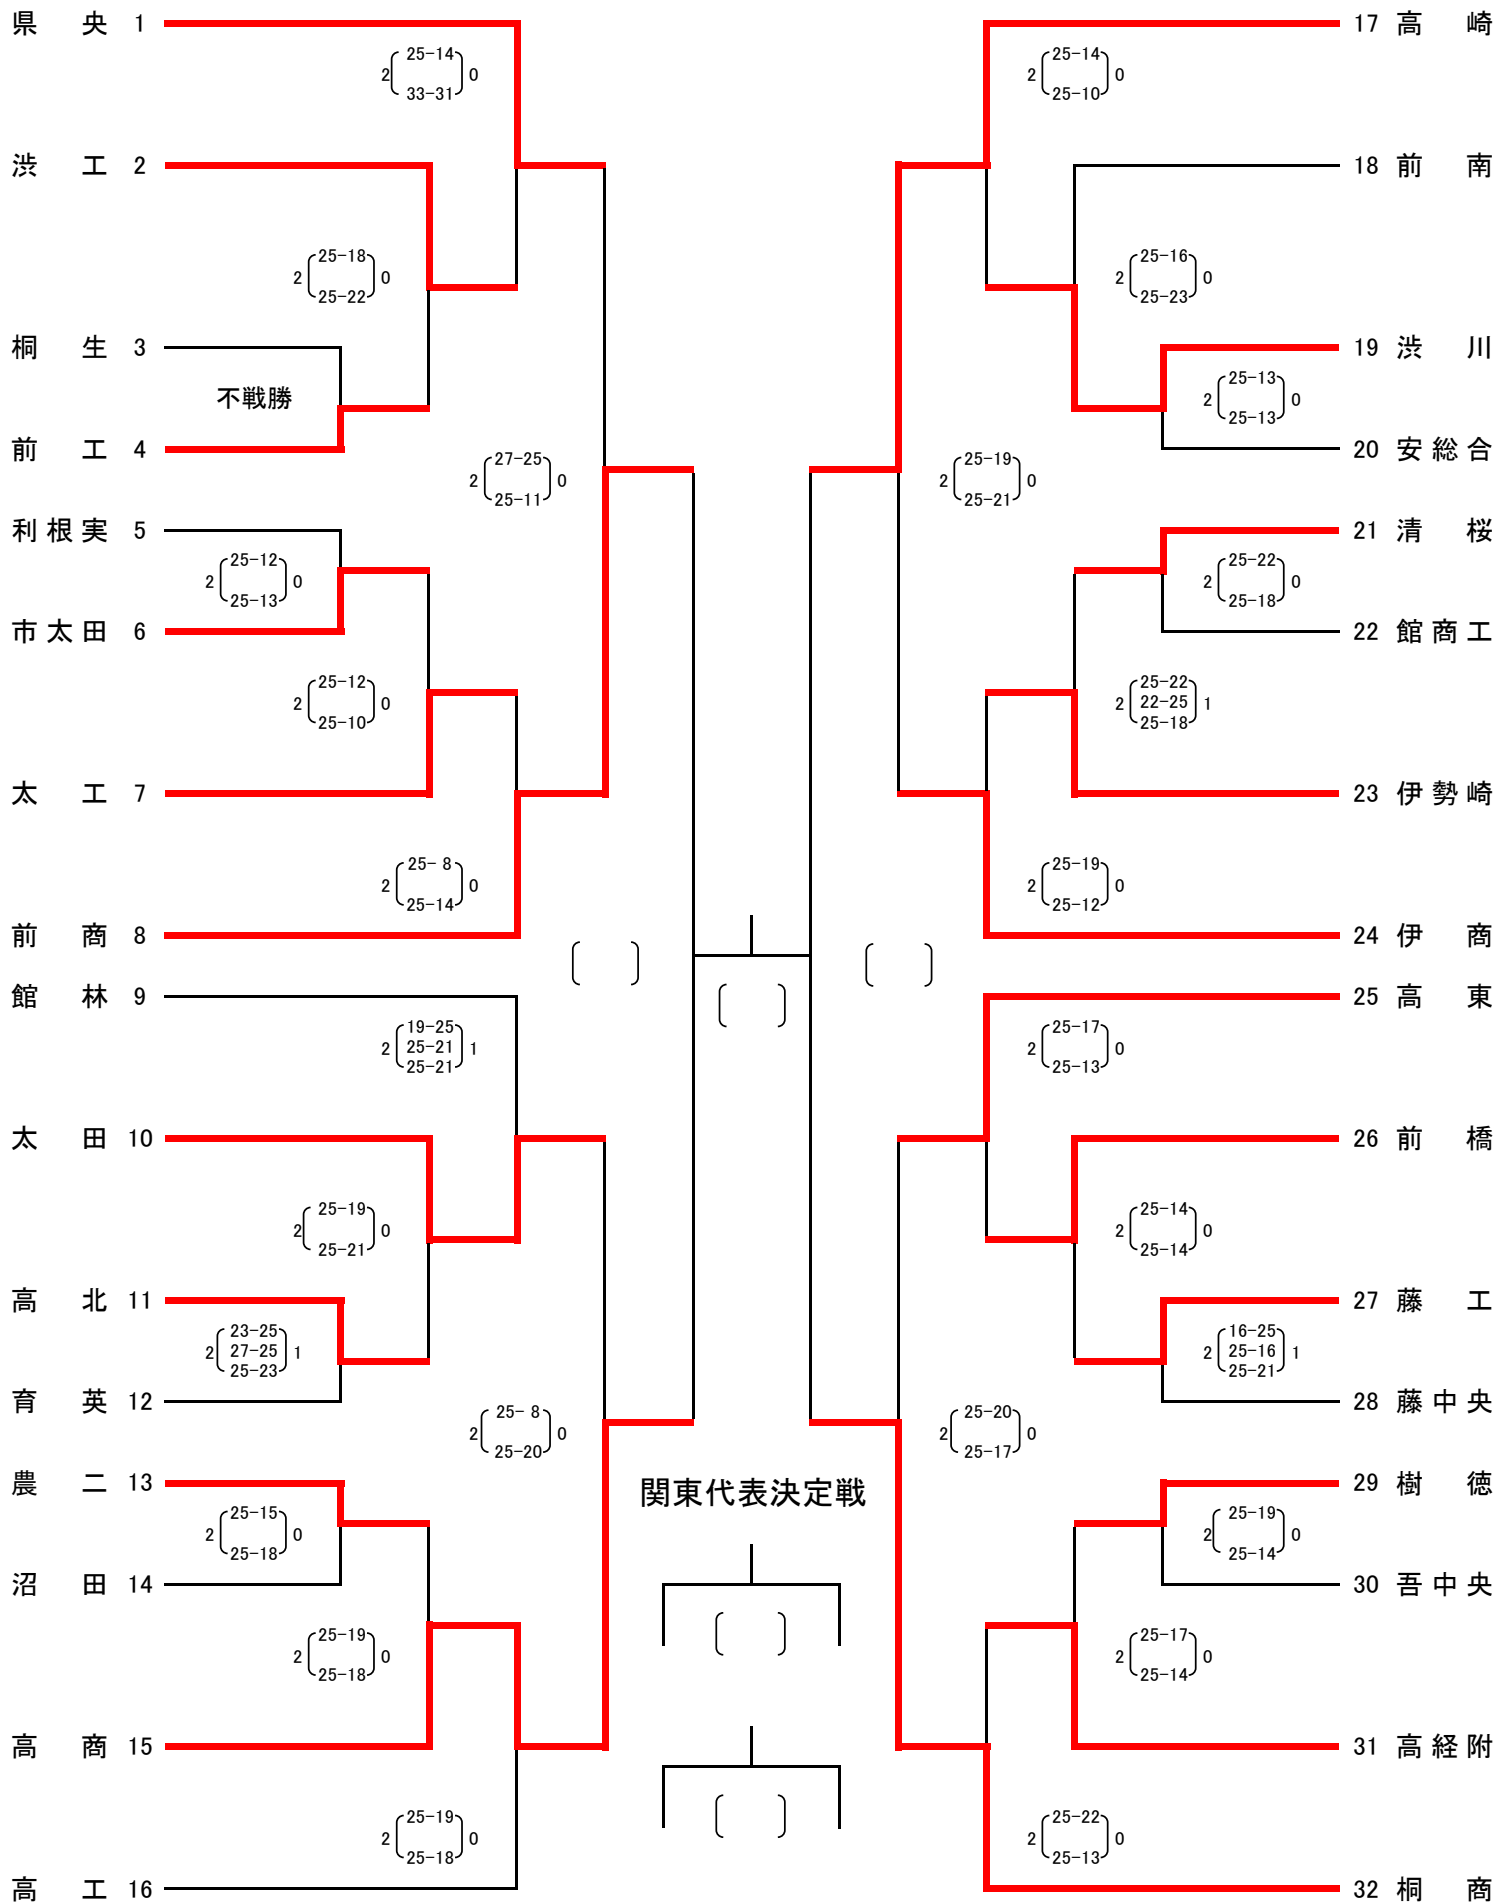 県央 1
2 25-14 33-31 0
渋工 2
2 25-18 25-22 0
桐生 3
不戦勝
前工 4
2 27-25 25-11 0
利根実 5
2 25-12 25-13 0
市太田 6
2 25-12 25-10 0
太工 7
2 25- 8 25-14 0
前商 8
館林 9
2 19-25 25-21 25-21 1
太田 10
2 25-19 25-21 0
高北 11
2 23-25 27-25 25-23 1
育英 12
2 25- 8 25-20 0
農二 13
2 25-15 25-18 0
沼田 14
2 25-19 25-18 0
高商 15
2 25-19 25-18 0
高工 16
関東代表決定戦
17 高崎
2 25-14 25-10 0
18 前南
2 25-16 25-23 0
19 渋川
2 25-13 25-13 0
20 安総合
2 25-19 25-21 0
21 清桜
2 25-22 25-18 0
22 館商工
2 25-22 22-25 25-18 1
23 伊勢崎
2 25-19 25-12 0
24 伊商
25 高東
2 25-17 25-13 0
26 前橋
2 25-14 25-14 0
27 藤工
2 16-25 25-16 25-21 1
28 藤中央
2 25-20 25-17 0
29 樹徳
2 25-19 25-14 0
30 吾中央
2 25-17 25-14 0
31 高経附
2 25-22 25-13 0
32 桐商